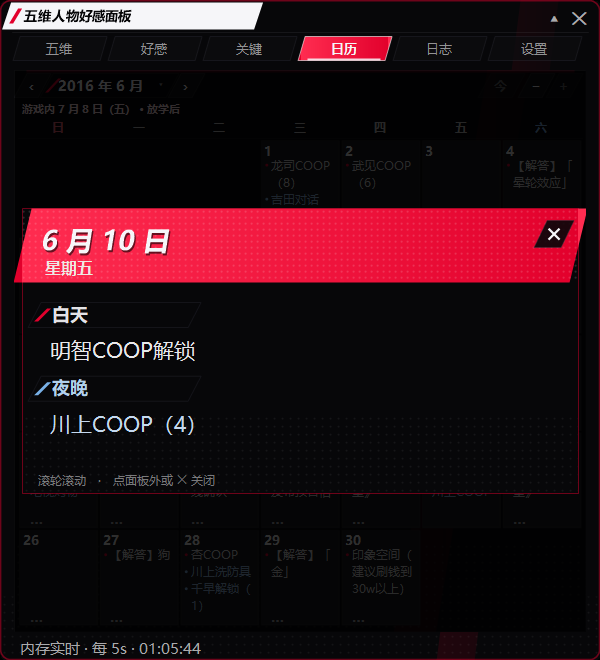 五维人物好感面板
五维 好感 关键 日历 日志 设置
2016 年 6 月
今
游戏内 7 月 8 日（五） · 放学后
日 一 二 三 四 五 六
1 2 3 4
· 龙司COOP（8）
· 吉田对话
· 武见COOP（6）
· 【解答】「晕轮效应」
6 月 10 日
星期五
白天
明智COOP解锁
夜晚
川上COOP（4）
滚轮滚动 · 点面板外或 ✕ 关闭
... ... ... ... ... ... ...
26 27 28 29 30
· 【解答】狗
· 杏COOP
· 川上洗防具
· 千早解锁（1）
· 【解答】「金」
· 印象空间（建议刷钱到30w以上）
... ... ... ... ...
内存实时 · 每 5s · 01:05:44